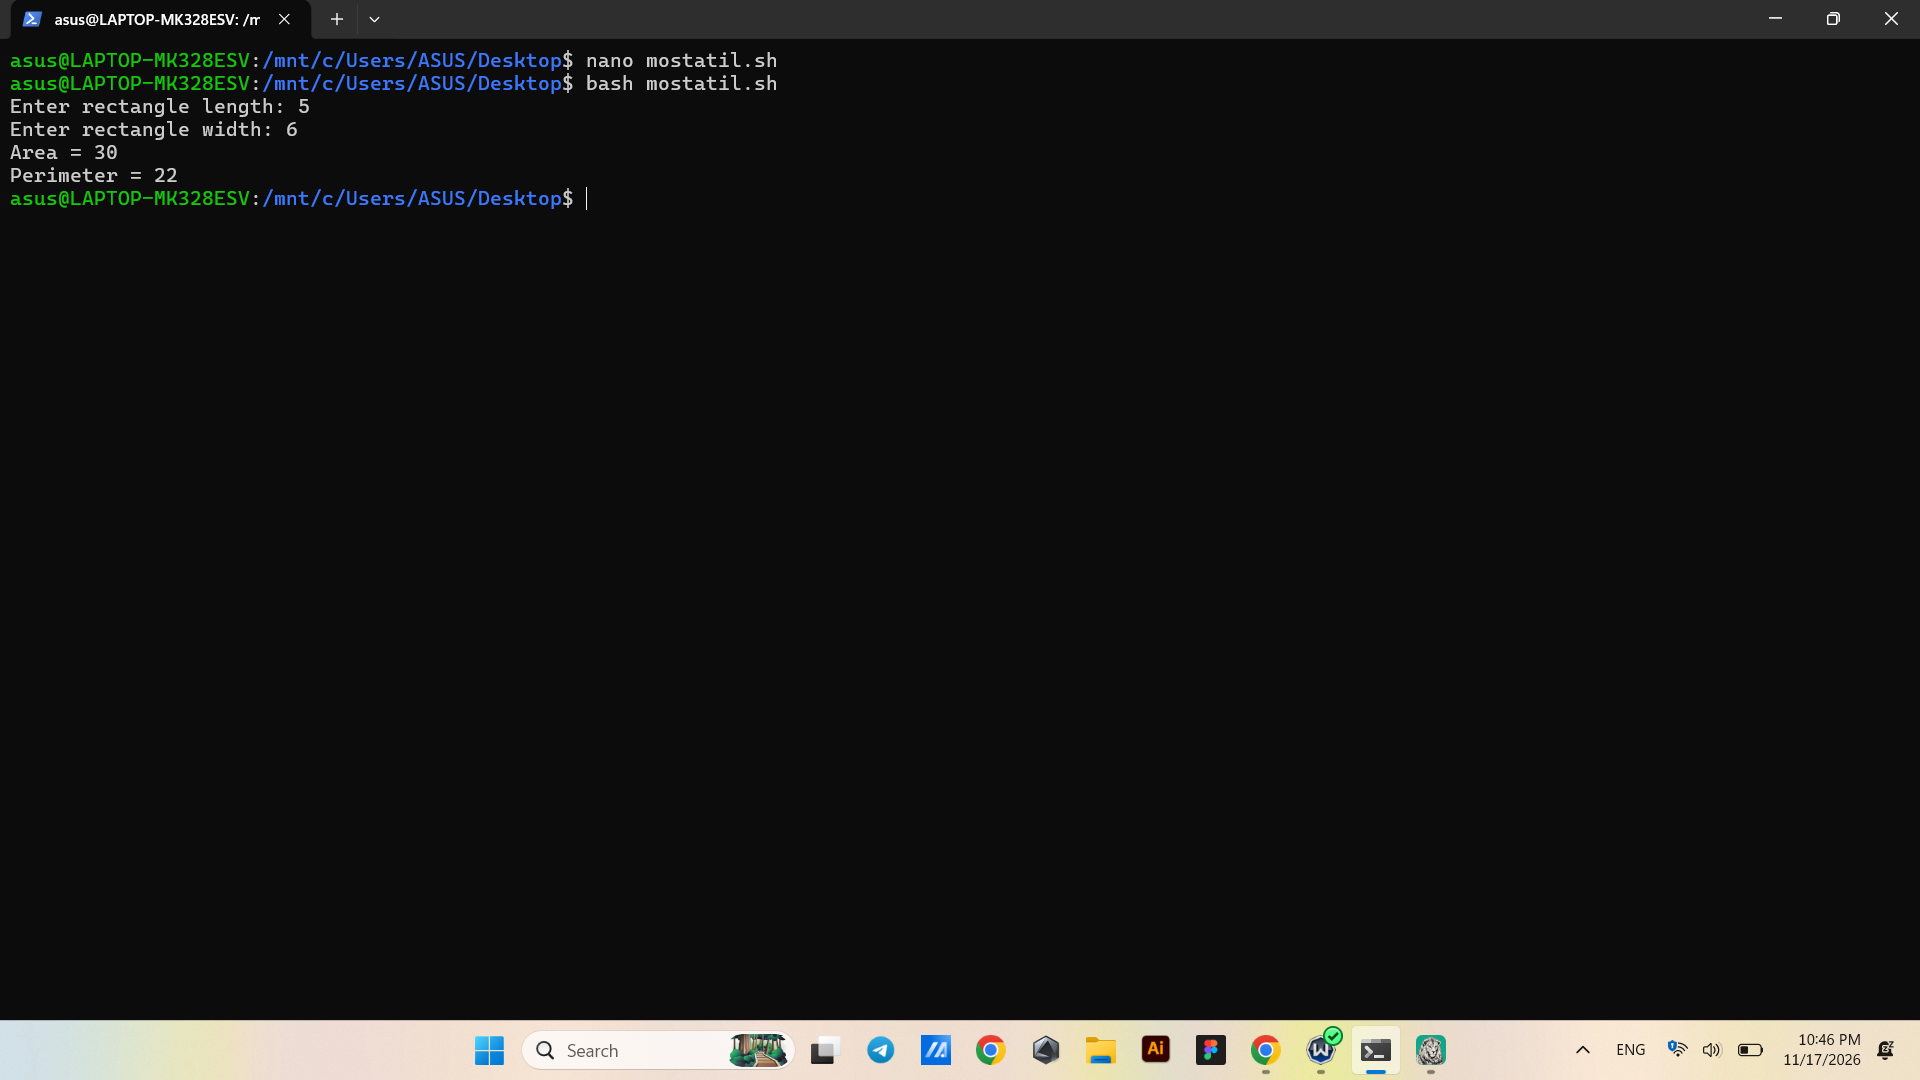 asus@LAPTOP-MK328ESV: /m
asus@LAPTOP-MK328ESV:/mnt/c/Users/ASUS/Desktop$ nano mostatil.sh
asus@LAPTOP-MK328ESV:/mnt/c/Users/ASUS/Desktop$ bash mostatil.sh
Enter rectangle length: 5
Enter rectangle width: 6
Area = 30
Perimeter = 22
asus@LAPTOP-MK328ESV:/mnt/c/Users/ASUS/Desktop$
Search
Ai
W
ENG
10:46 PM
11/17/2026